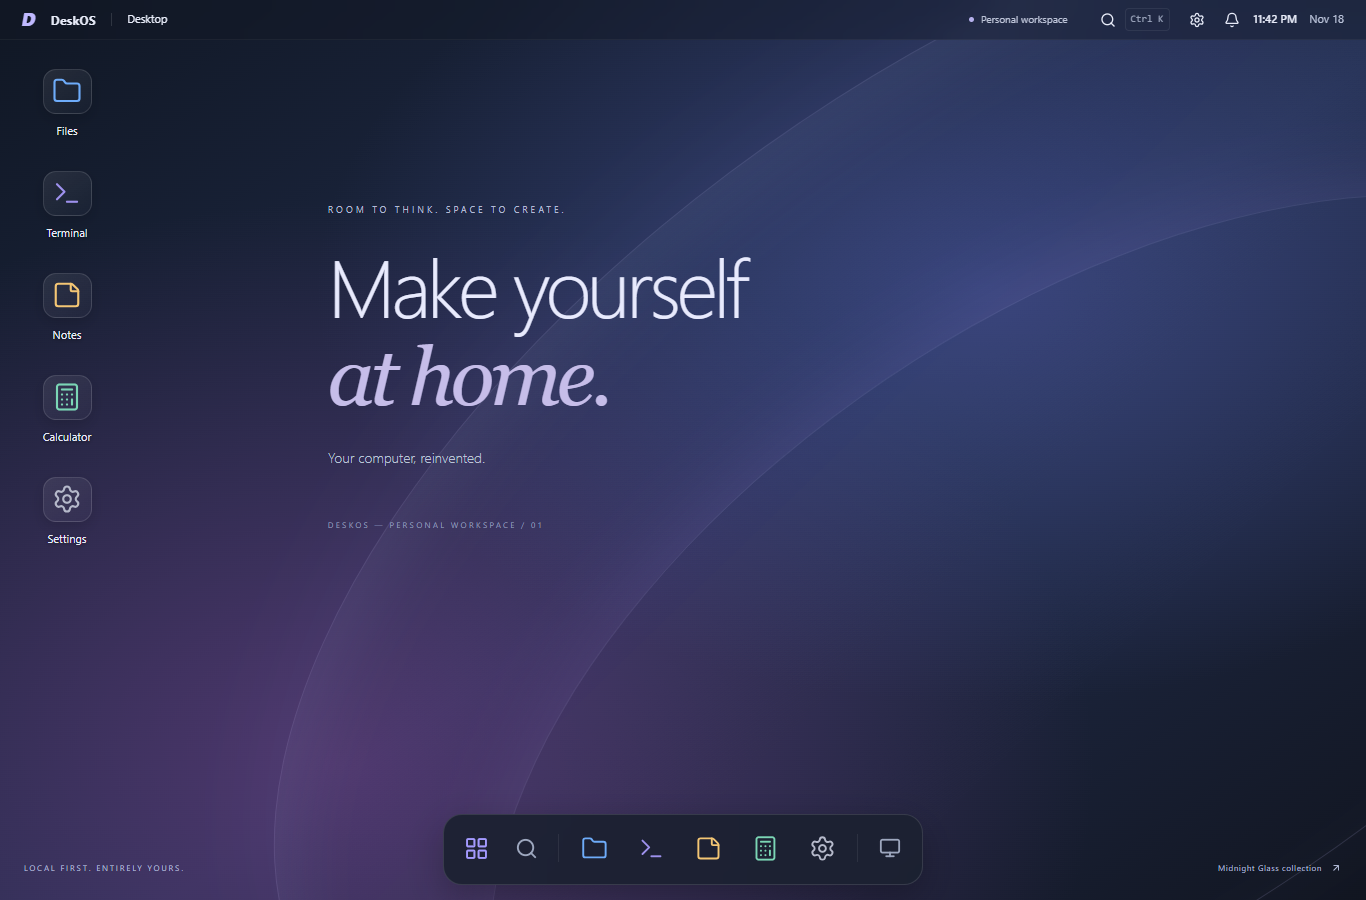 D DeskOS Desktop
Personal workspace Ctrl K 11:42 PM Nov 18
Files
Terminal
Notes
Calculator
Settings
ROOM TO THINK. SPACE TO CREATE.
Make yourself
at home.
Your computer, reinvented.
DESKOS — PERSONAL WORKSPACE / 01
LOCAL FIRST. ENTIRELY YOURS.
Midnight Glass collection